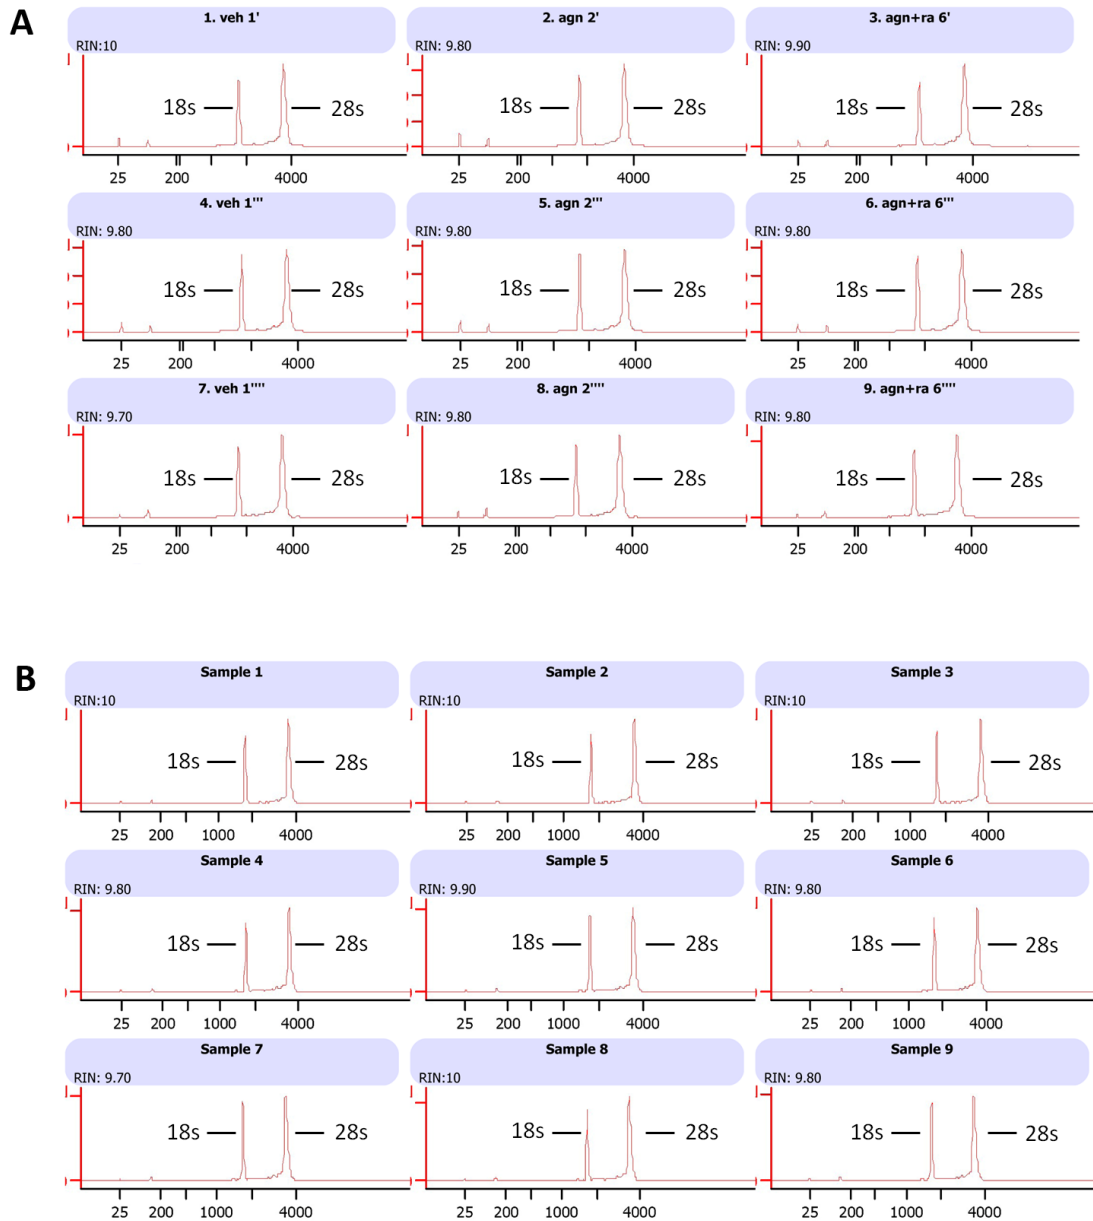 A
1. veh 1' 2. agn 2' 3. agn+ra 6'
RIN:10 RIN: 9.80 RIN: 9.90
18s 28s 18s 28s 18s 28s
25 200 4000 25 200 4000 25 200 4000
4. veh 1''' 5. agn 2''' 6. agn+ra 6'''
RIN: 9.80 RIN: 9.80 RIN: 9.80
18s 28s 18s 28s 18s 28s
25 200 4000 25 200 4000 25 200 4000
7. veh 1'''' 8. agn 2'''' 9. agn+ra 6''''
RIN: 9.70 RIN: 9.80 RIN: 9.80
18s 28s 18s 28s 18s 28s
25 200 4000 25 200 4000 25 200 4000
B
Sample 1 Sample 2 Sample 3
RIN:10 RIN:10 RIN:10
18s 28s 18s 28s 18s 28s
25 200 1000 4000 25 200 1000 4000 25 200 1000 4000
Sample 4 Sample 5 Sample 6
RIN: 9.80 RIN: 9.90 RIN: 9.80
18s 28s 18s 28s 18s 28s
25 200 1000 4000 25 200 1000 4000 25 200 1000 4000
Sample 7 Sample 8 Sample 9
RIN: 9.70 RIN:10 RIN: 9.80
18s 28s 18s 28s 18s 28s
25 200 1000 4000 25 200 1000 4000 25 200 1000 4000